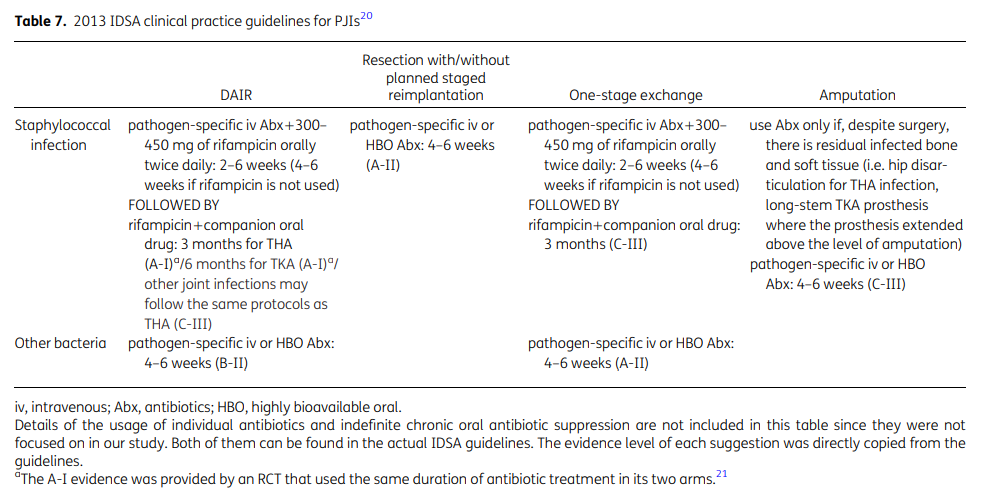 Table 7. 2013 IDSA clinical practice guidelines for PJIs20
DAIR
Resection with/without
planned staged
reimplantation
One-stage exchange
Amputation
Staphylococcal
infection
pathogen-specific iv Abx+300–
450 mg of rifampicin orally
twice daily: 2–6 weeks (4–6
weeks if rifampicin is not used)
FOLLOWED BY
rifampicin+companion oral
drug: 3 months for THA
(A-I)a/6 months for TKA (A-I)a/
other joint infections may
follow the same protocols as
THA (C-III)
pathogen-specific iv or
HBO Abx: 4–6 weeks
(A-II)
pathogen-specific iv Abx+300–
450 mg of rifampicin orally
twice daily: 2–6 weeks (4–6
weeks if rifampicin is not used)
FOLLOWED BY
rifampicin+companion oral drug:
3 months (C-III)
use Abx only if, despite surgery,
there is residual infected bone
and soft tissue (i.e. hip disar-
ticulation for THA infection,
long-stem TKA prosthesis
where the prosthesis extended
above the level of amputation)
pathogen-specific iv or HBO
Abx: 4–6 weeks (C-III)
Other bacteria
pathogen-specific iv or HBO Abx:
4–6 weeks (B-II)
pathogen-specific iv or HBO Abx:
4–6 weeks (A-II)
iv, intravenous; Abx, antibiotics; HBO, highly bioavailable oral.
Details of the usage of individual antibiotics and indefinite chronic oral antibiotic suppression are not included in this table since they were not
focused on in our study. Both of them can be found in the actual IDSA guidelines. The evidence level of each suggestion was directly copied from the
guidelines.
aThe A-I evidence was provided by an RCT that used the same duration of antibiotic treatment in its two arms.21